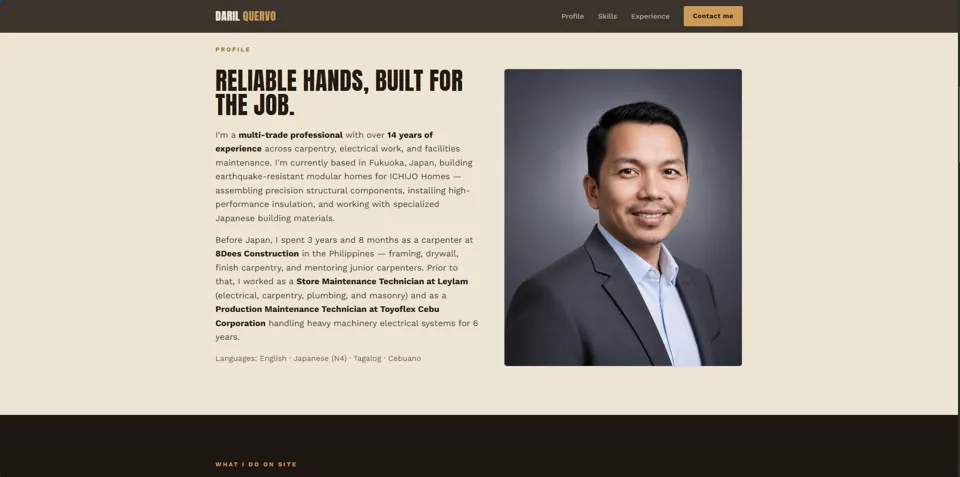 DARIL QUERVO
Profile Skills Experience Contact me
PROFILE
RELIABLE HANDS, BUILT FOR
THE JOB.
I'm a multi-trade professional with over 14 years of
experience across carpentry, electrical work, and facilities
maintenance. I'm currently based in Fukuoka, Japan, building
earthquake-resistant modular homes for ICHIJO Homes —
assembling precision structural components, installing high-
performance insulation, and working with specialized
Japanese building materials.
Before Japan, I spent 3 years and 8 months as a carpenter at
8Dees Construction in the Philippines — framing, drywall,
finish carpentry, and mentoring junior carpenters. Prior to
that, I worked as a Store Maintenance Technician at Leylam
(electrical, carpentry, plumbing, and masonry) and as a
Production Maintenance Technician at Toyoflex Cebu
Corporation handling heavy machinery electrical systems for 6
years.
Languages: English · Japanese (N4) · Tagalog · Cebuano
WHAT I DO ON SITE